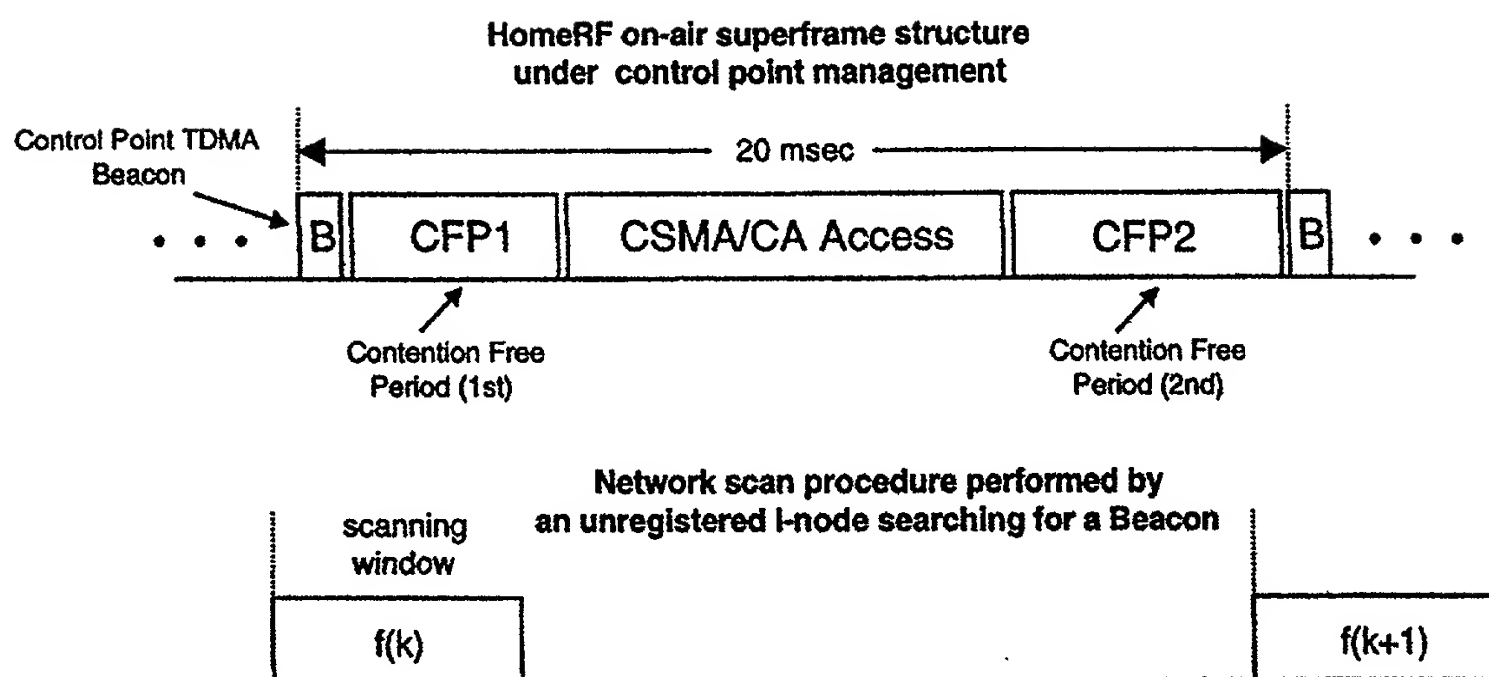 HomeRF on-air superframe structure
under control point management
Control Point TDMA
Beacon
20 msec
B
CFP1
CSMA/CA Access
CFP2
B
Contention Free
Period (1st)
Contention Free
Period (2nd)
Network scan procedure performed by
an unregistered I-node searching for a Beacon
scanning
window
f(k)
f(k+1)